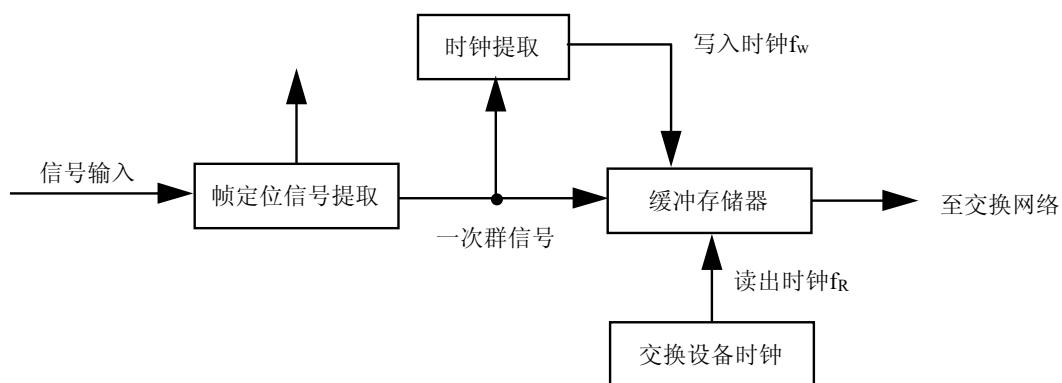 时钟提取
写入时钟fw
信号输入
帧定位信号提取
缓冲存储器
至交换网络
一次群信号
读出时钟fR
交换设备时钟